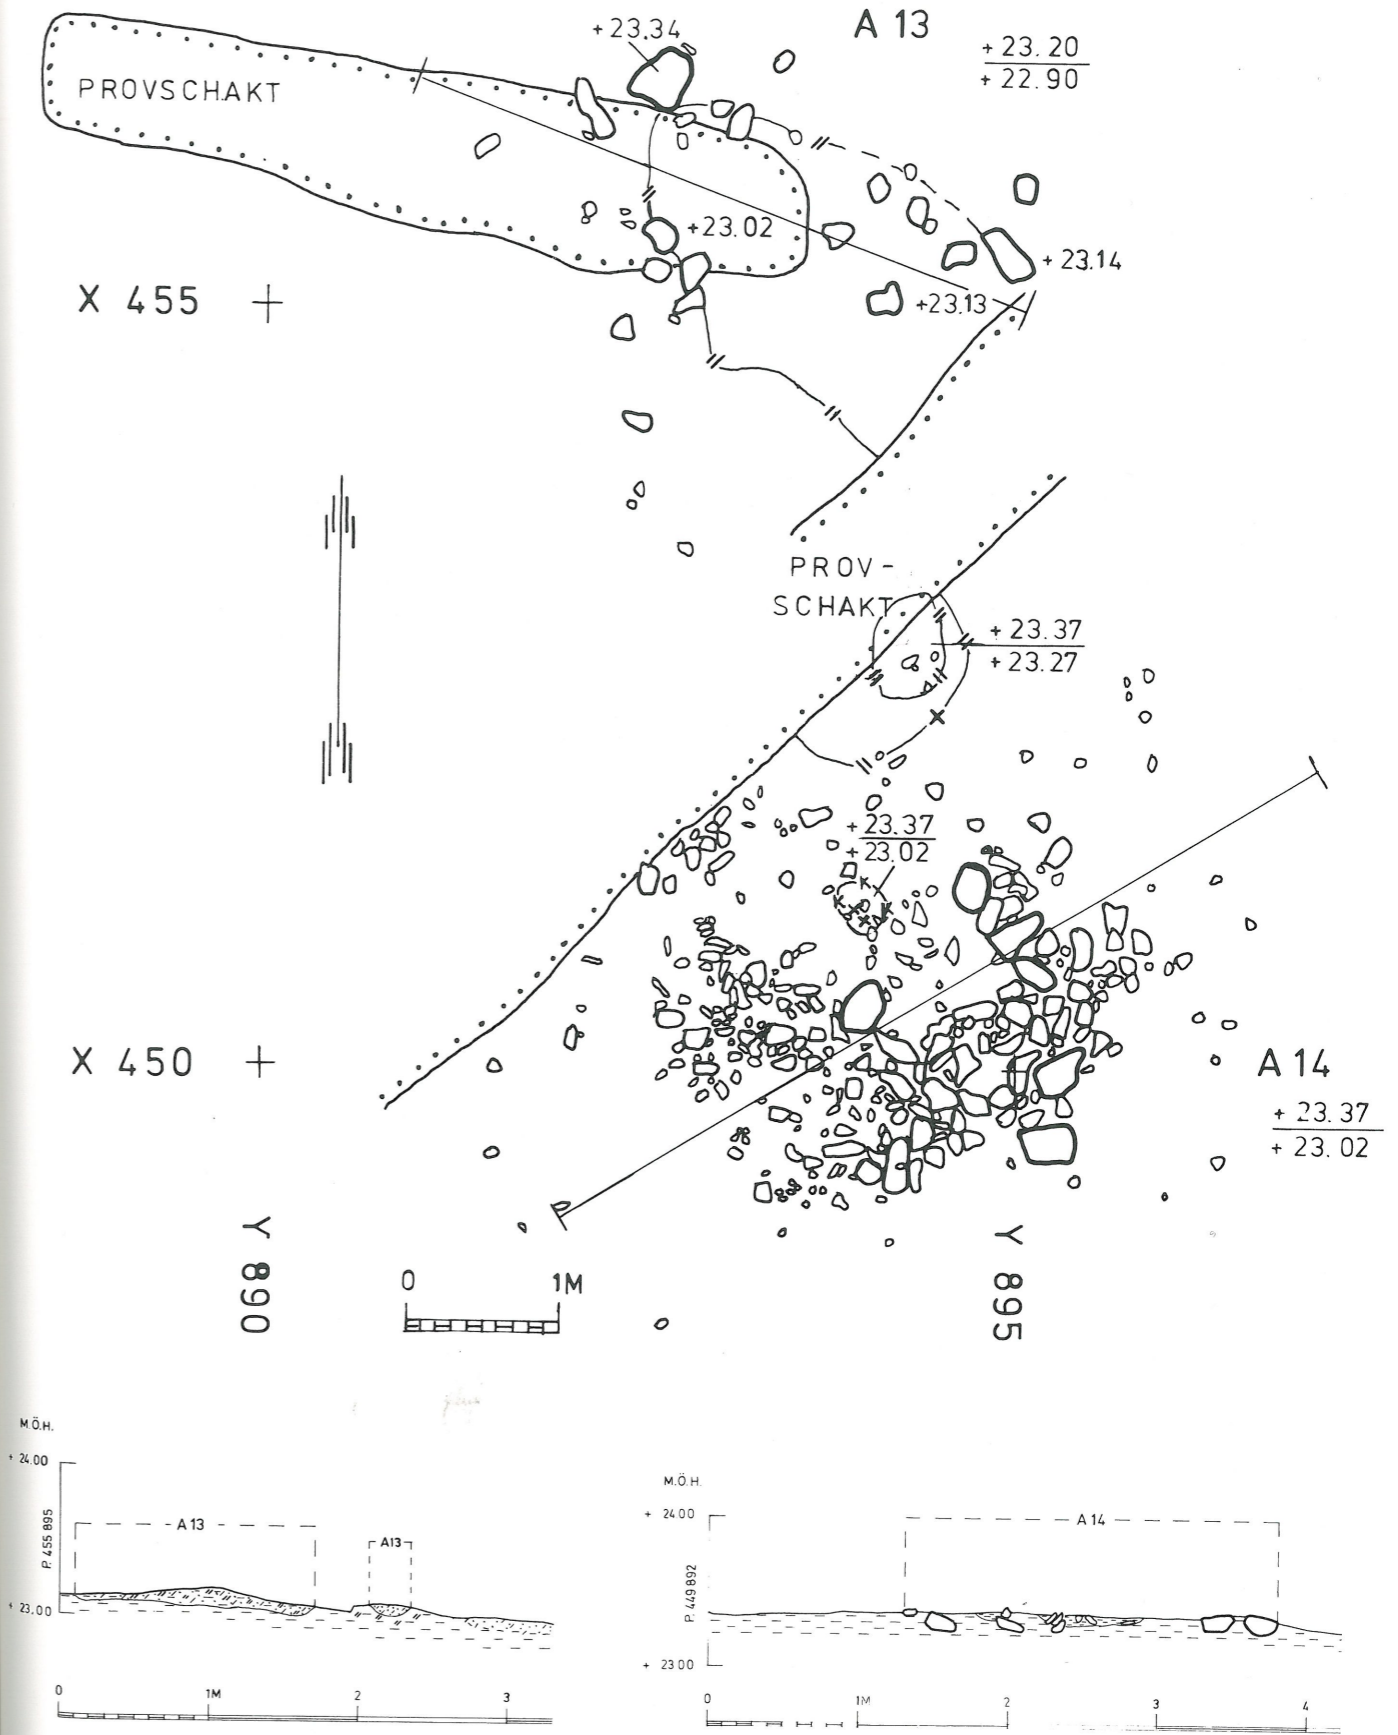 A 13
+ 23.34
+ 23.20
+ 22.90
PROVSCHAKT
+ 23.02
+ 23.14
+ 23.13
X 455
PROV-
SCHAKT
+ 23.37
+ 23.27
+ 23.37
+ 23.02
X 450
A 14
+ 23.37
+ 23.02
Y 890
Y 895
0 1M
M.Ö.H.
+ 24.00
P. 455 895
A 13
A13
+ 23.00
0 1M 2 3
M.Ö.H.
+ 24 00
P. 449 892
A 14
+ 23 00
0 1M 2 3 4